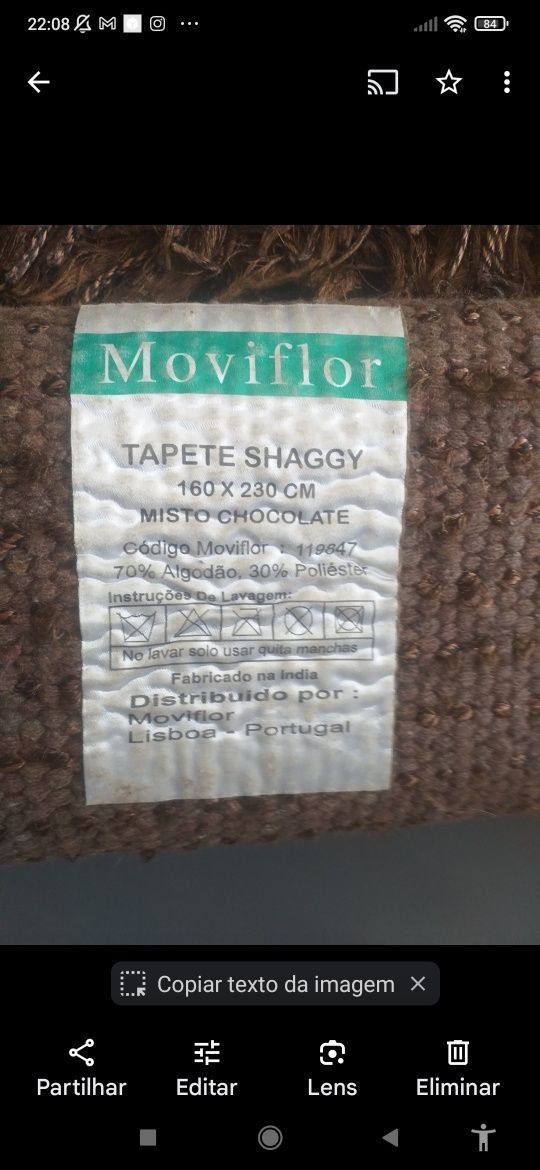 22:08
84
Moviflor
TAPETE SHAGGY
160 X 230 CM
MISTO CHOCOLATE
Código Moviflor : 119847
70% Algodão, 30% Poliéster
Instruções De Lavagem:
No lavar solo usar quita manchas
Fabricado na India
Distribuido por :
Moviflor
Lisboa - Portugal
Copiar texto da imagem
Partilhar Editar Lens Eliminar